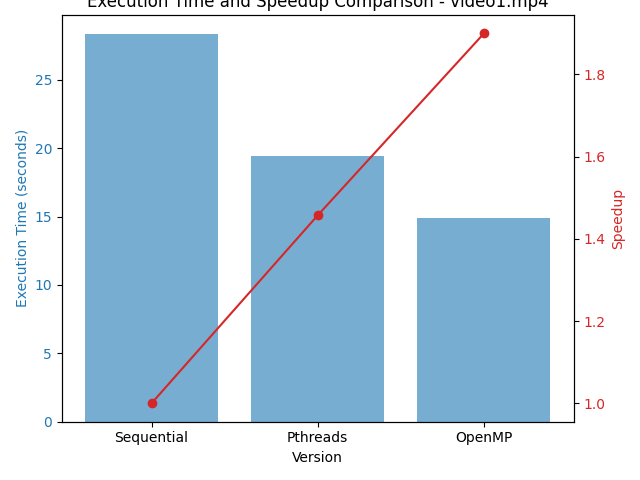 Execution Time and Speedup Comparison - video1.mp4
Execution Time (seconds)
25
20
15
10
5
0
Sequential
Pthreads
OpenMP
Version
1.8
1.6
1.4
1.2
1.0
Speedup